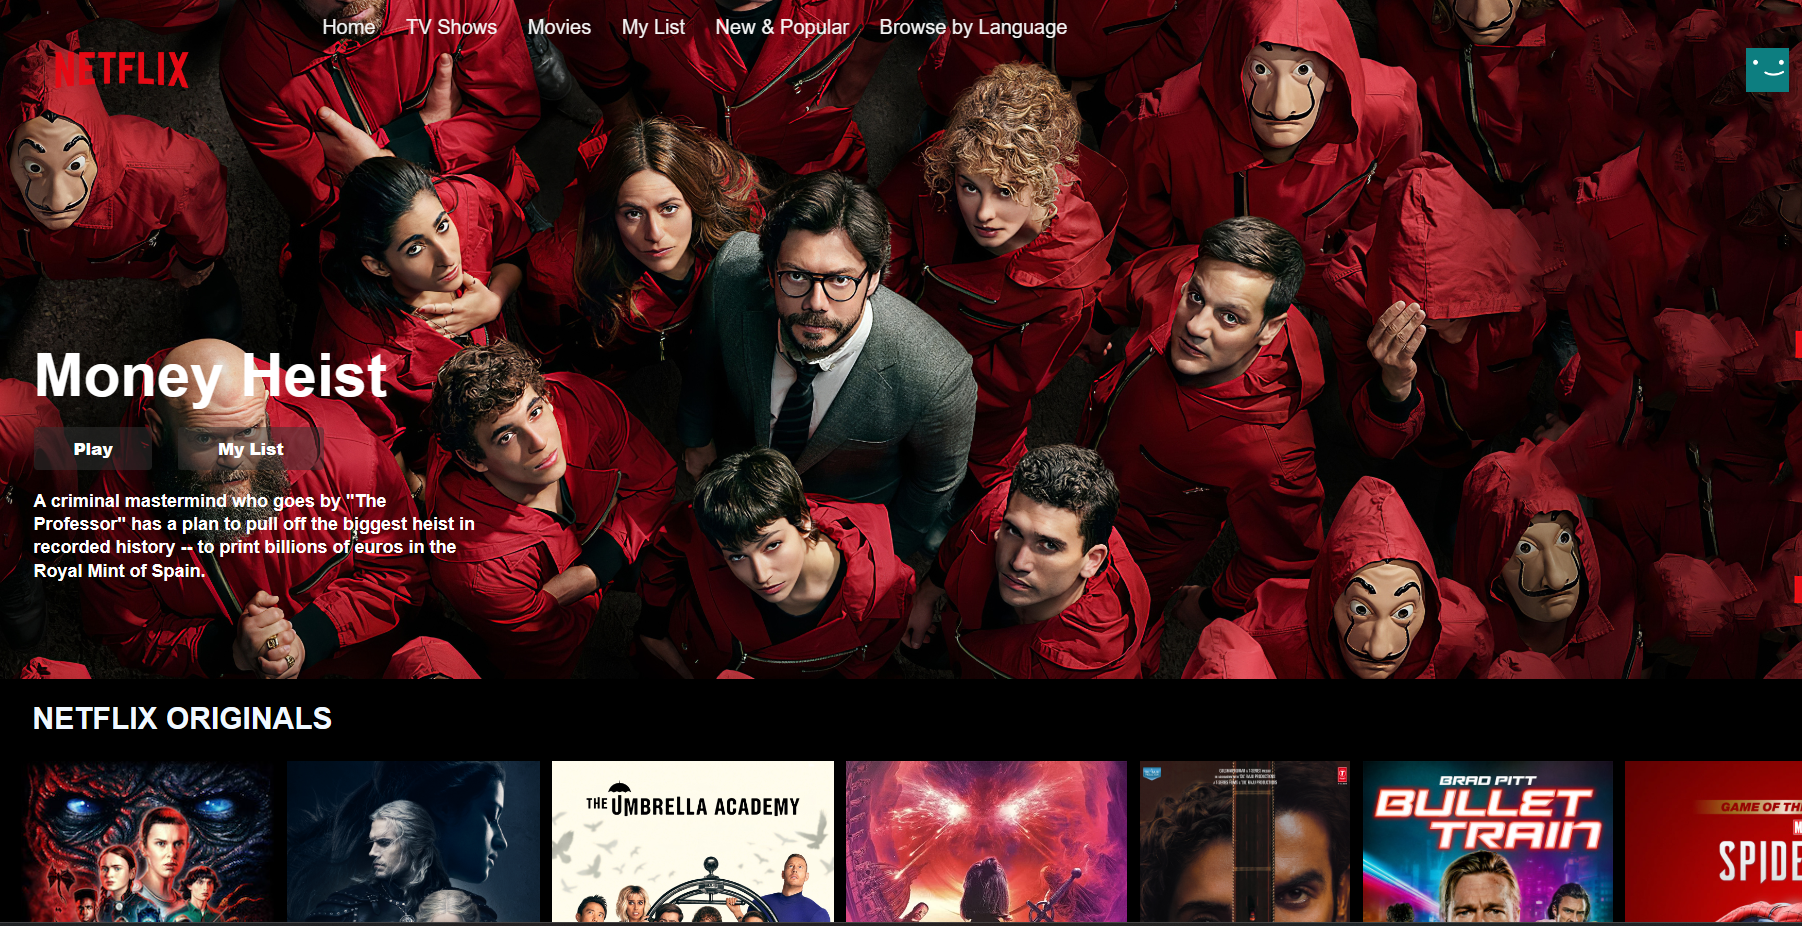 Home TV Shows Movies My List New & Popular Browse by Language
NETFLIX
Money Heist
Play My List
A criminal mastermind who goes by "The
Professor" has a plan to pull off the biggest heist in
recorded history -- to print billions of euros in the
Royal Mint of Spain.
NETFLIX ORIGINALS
THE UMBRELLA ACADEMY
BRAD PITT
BULLET
TRAIN
GAME OF THE
SPIDE